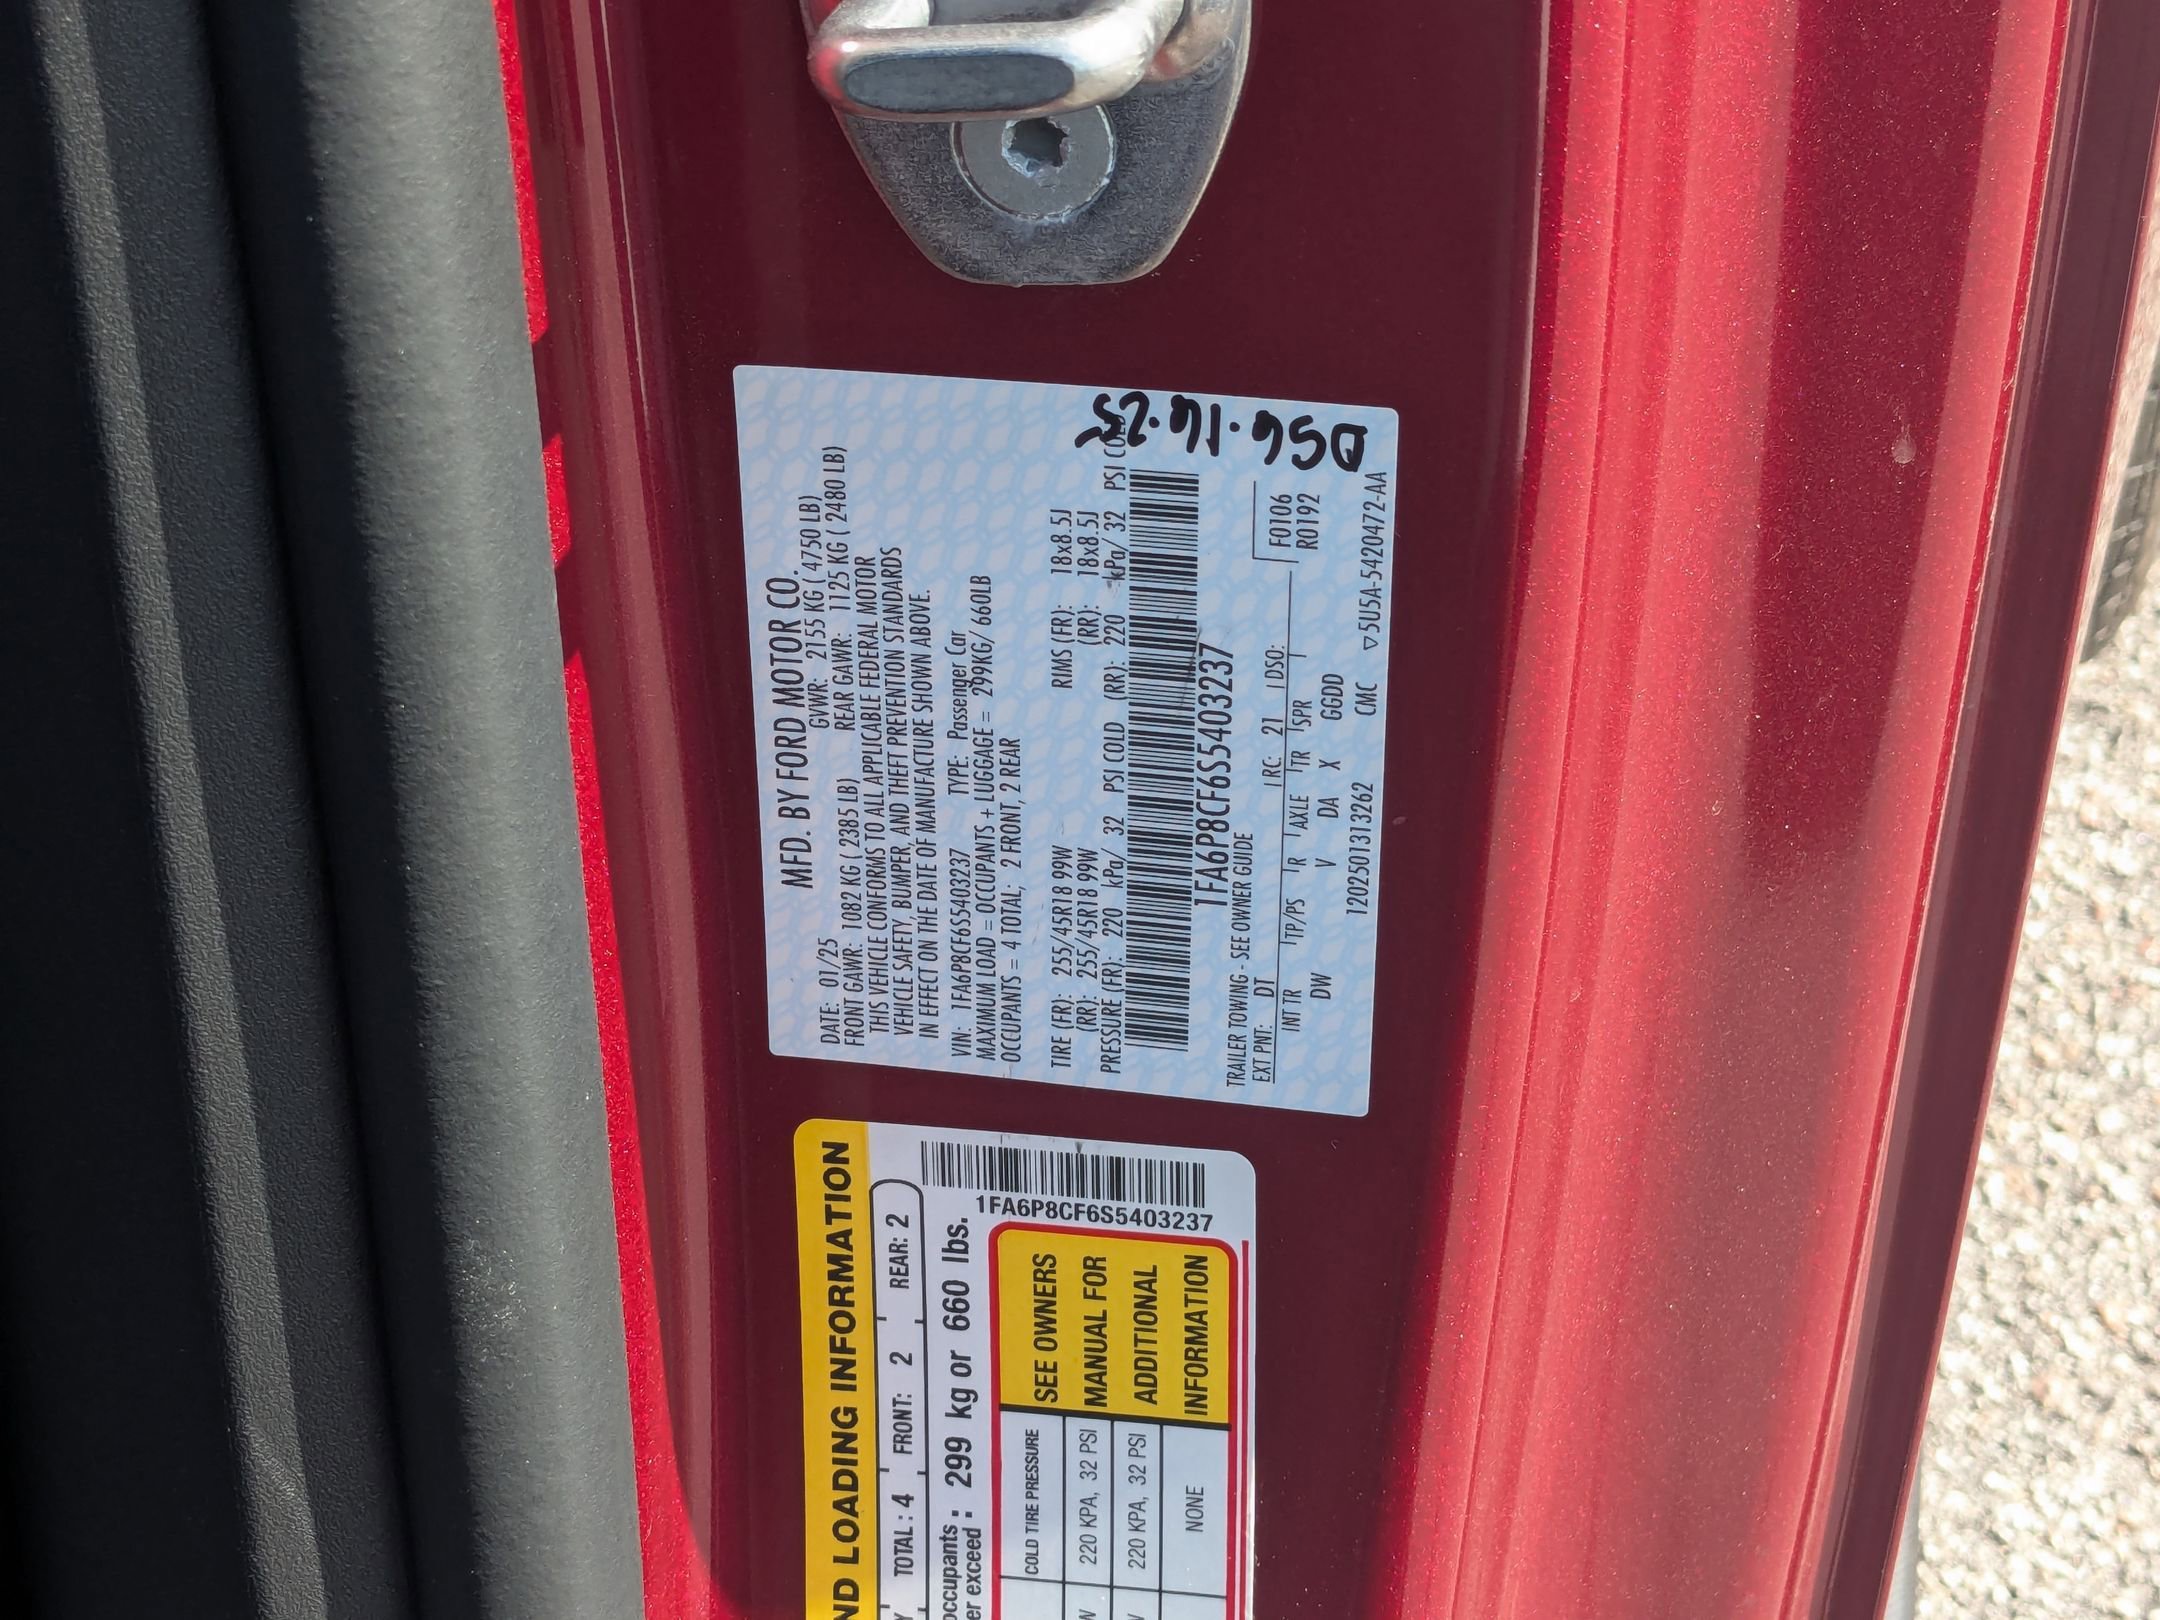 MFD. BY FORD MOTOR CO.
DATE: 01/25 GVWR: 2155 KG ( 4750 LB)
FRONT GAWR: 1082 KG ( 2385 LB) REAR GAWR: 1125 KG ( 2480 LB)
THIS VEHICLE CONFORMS TO ALL APPLICABLE FEDERAL MOTOR
VEHICLE SAFETY, BUMPER, AND THEFT PREVENTION STANDARDS
IN EFFECT ON THE DATE OF MANUFACTURE SHOWN ABOVE.
VIN: 1FA6P8CF6S5403237 TYPE: Passenger Car
MAXIMUM LOAD = OCCUPANTS + LUGGAGE = 299KG/ 660LB
OCCUPANTS = 4 TOTAL; 2 FRONT, 2 REAR
TIRE (FR): 255/45R18 99W RIMS (FR): 18x8.5J
(RR): 255/45R18 99W (RR): 18x8.5J
PRESSURE (FR): 220 kPa/ 32 PSI COLD (RR): 220 kPa/ 32 PSI COLD
1FA6P8CF6S5403237
TRAILER TOWING - SEE OWNER GUIDE
EXT PNT: DT RC: 21 DSO: F0106
INT TR TP/PS R AXLE TR SPR R0192
DW V DA X GGDD
1202501313262 CMC ▽5U5A-5420472-AA
DSG.16.25
ND LOADING INFORMATION
TOTAL : 4 FRONT: 2 REAR: 2
occupants
er exceed : 299 kg or 660 lbs.
1FA6P8CF6S5403237
COLD TIRE PRESSURE
220 KPA, 32 PSI
220 KPA, 32 PSI
NONE
SEE OWNERS
MANUAL FOR
ADDITIONAL
INFORMATION